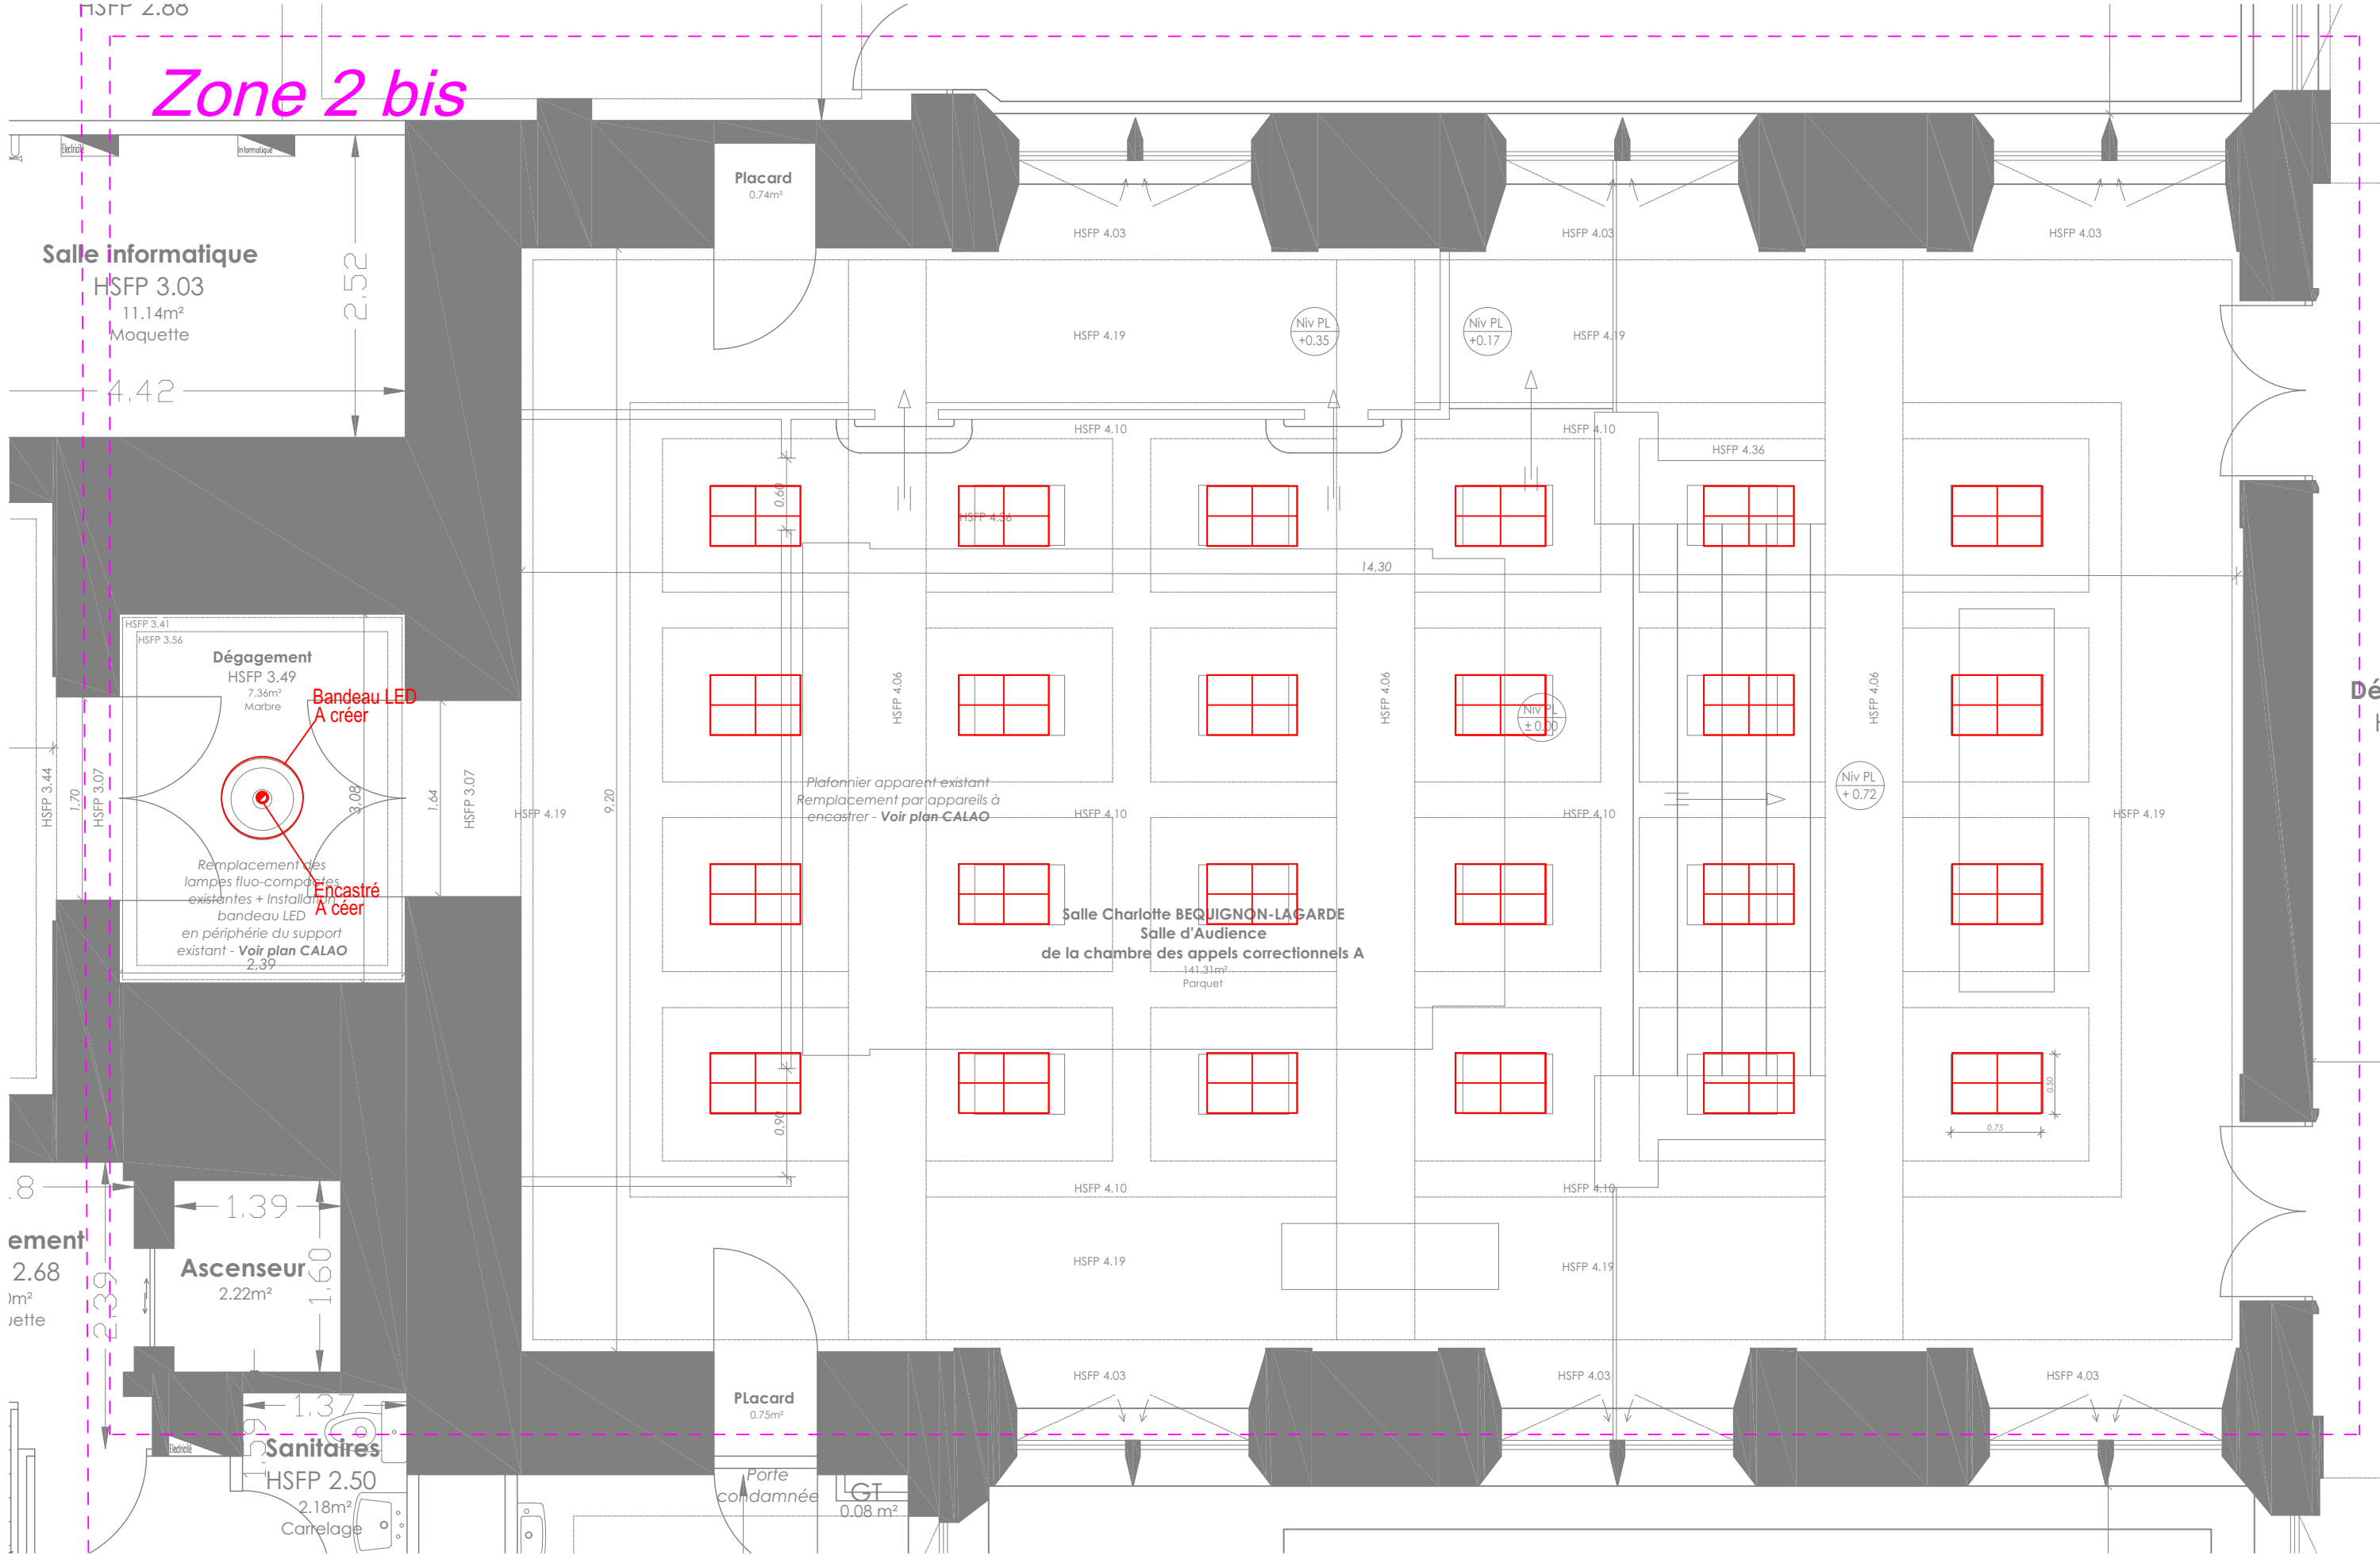 HSFP 2.88
Zone 2 bis
Electricité
Informatique
Salle informatique
HSFP 3.03
11.14m²
Moquette
2.52
4.42
Placard
0.74m²
HSFP 4.03
HSFP 4.03
HSFP 4.03
HSFP 4.19
Niv PL
+0.35
Niv PL
+0.17
HSFP 4.19
HSFP 4.10
HSFP 4.10
HSFP 4.36
0,60
HSFP 4.36
14,30
HSFP 3.41
HSFP 3.56
Dégagement
HSFP 3.49
7.36m²
Marbre
Bandeau LED
A créer
HSFP 3.44
1,70
HSFP 3.07
3,08
1,64
HSFP 3.07
HSFP 4.19
9,20
HSFP 4.06
HSFP 4.06
HSFP 4.06
Niv PL
± 0.00
Niv PL
+ 0.72
Plafonnier apparent existant
Remplacement par appareils à
encastrer - Voir plan CALAO
HSFP 4.10
HSFP 4.10
HSFP 4.19
Remplacement des
lampes fluo-compactes
existantes + Installation
bandeau LED
en périphérie du support
existant - Voir plan CALAO
2,39
Encastré
A céer
Salle Charlotte BEQUIGNON-LAGARDE
Salle d'Audience
de la chambre des appels correctionnels A
141.31m²
Parquet
Dé
H
0,90
0,50
0,75
HSFP 4.10
HSFP 4.10
HSFP 4.19
HSFP 4.19
.8
1.39
ement
2.68
m²
uette
2.39
Ascenseur
2.22m²
1.60
1.37
Electricité
Sanitaires
HSFP 2.50
2.18m²
Carrelage
PLacard
0.75m²
Porte
condamnée
GT
0.08 m²
HSFP 4.03
HSFP 4.03
HSFP 4.03